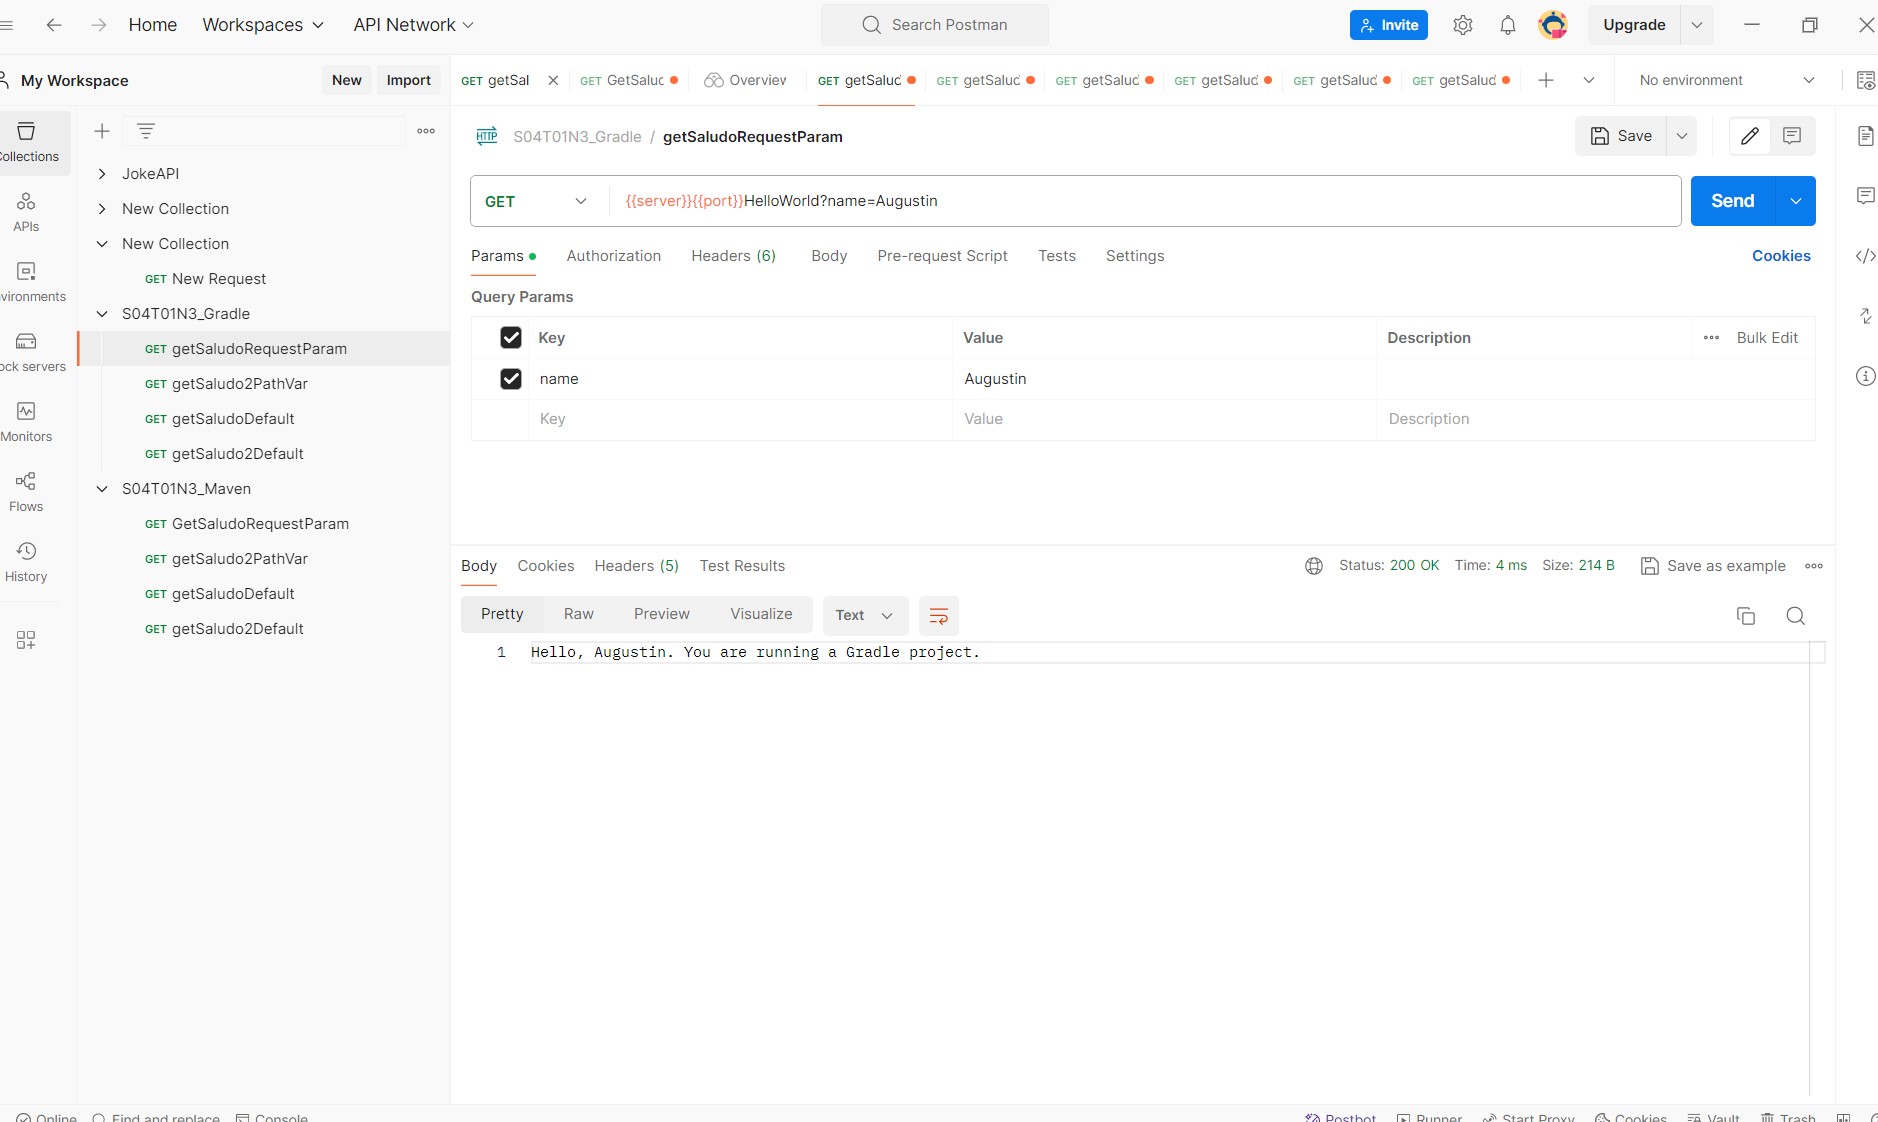 Home Workspaces API Network Search Postman Invite Upgrade
My Workspace New Import GET getSal GET GetSaluc Overview GET getSaluc GET getSaluc GET getSaluc GET getSaluc GET getSaluc GET getSaluc No environment
Collections
APIs
vironments
ock servers
Monitors
Flows
History
JokeAPI
New Collection
New Collection
GET New Request
S04T01N3_Gradle
GET getSaludoRequestParam
GET getSaludo2PathVar
GET getSaludoDefault
GET getSaludo2Default
S04T01N3_Maven
GET GetSaludoRequestParam
GET getSaludo2PathVar
GET getSaludoDefault
GET getSaludo2Default
HTTP S04T01N3_Gradle / getSaludoRequestParam Save
GET {{server}}{{port}}HelloWorld?name=Augustin Send
Params Authorization Headers (6) Body Pre-request Script Tests Settings Cookies
Query Params
Key Value Description Bulk Edit
name Augustin
Key Value Description
Body Cookies Headers (5) Test Results Status: 200 OK Time: 4 ms Size: 214 B Save as example
Pretty Raw Preview Visualize Text
1 Hello, Augustin. You are running a Gradle project.
Online Find and replace Console Postbot Runner Start Proxy Cookies Vault Trash